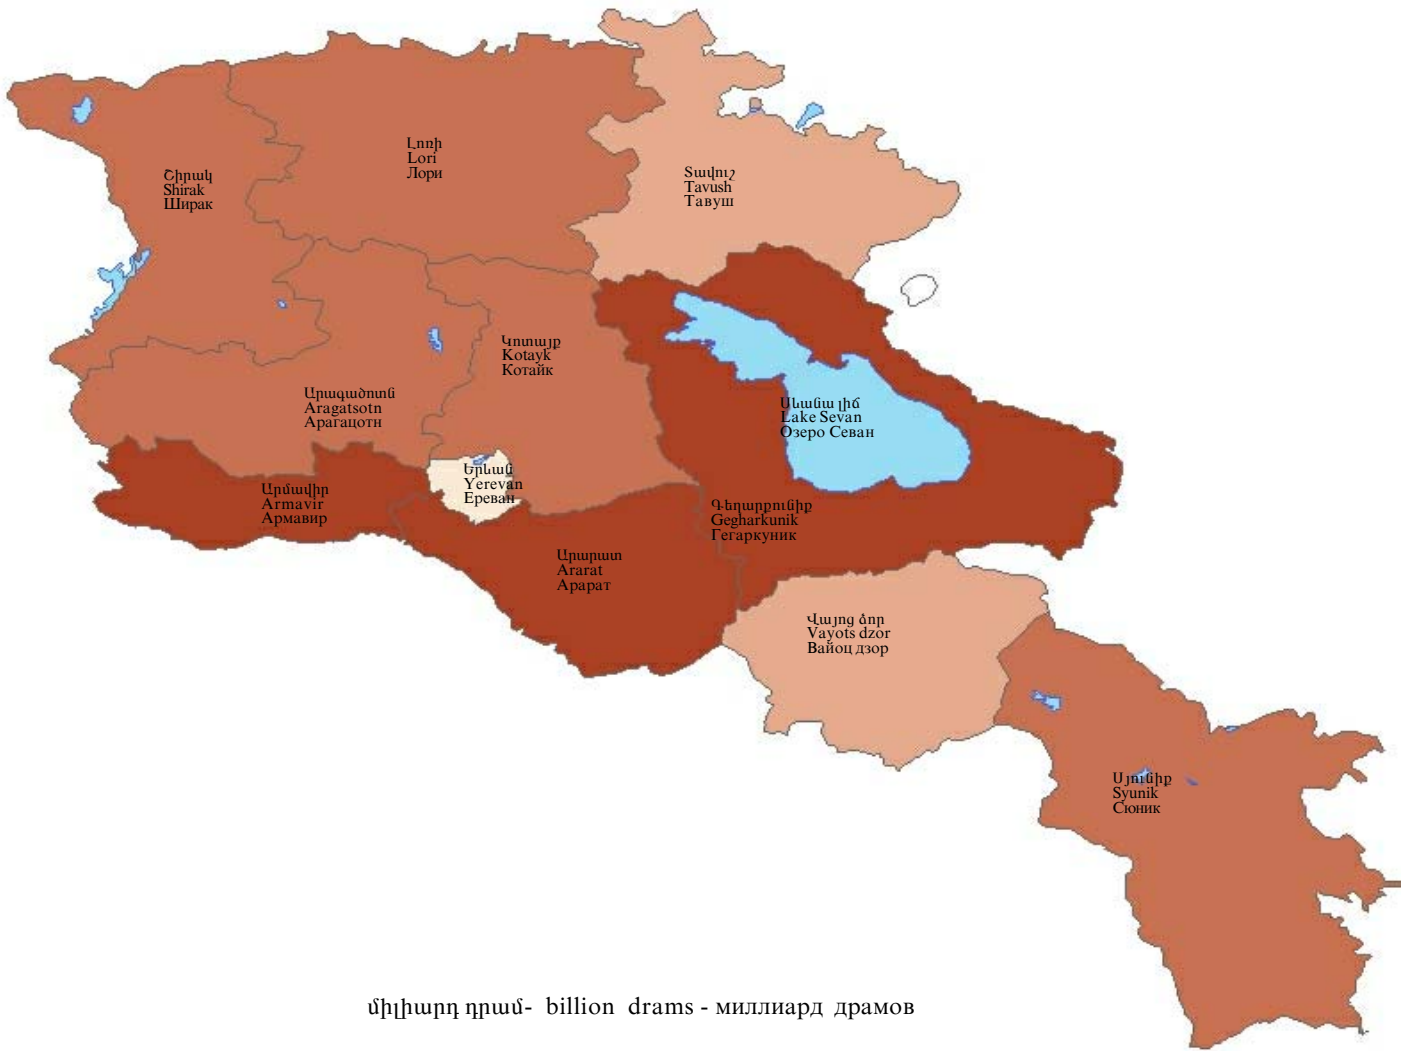 Լոռի
Lori
Лори
Շիրակ
Shirak
Ширак
Տավուշ
Tavush
Тавуш
Կոտայք
Kotayk
Котайк
Արագածոտն
Aragatsotn
Арагацотн
Սևանա լիճ
Lake Sevan
Озеро Севан
Երևան
Yerevan
Ереван
Արմավիր
Armavir
Армавир
Գեղարքունիք
Gegharkunik
Гегаркуник
Արարատ
Ararat
Арарат
Վայոց ձոր
Vayots dzor
Вайоц дзор
Սյունիք
Syunik
Сюник
միլիարդ դրամ- billion drams - миллиард драмов